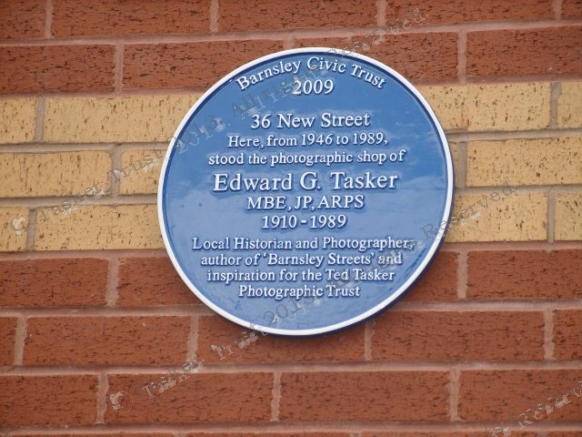 Barnsley Civic Trust
2009
36 New Street
Here, from 1946 to 1989,
stood the photographic shop of
Edward G. Tasker
MBE, JP, ARPS
1910 - 1989
Local Historian and Photographer,
author of 'Barnsley Streets' and
inspiration for the Ted Tasker
Photographic Trust